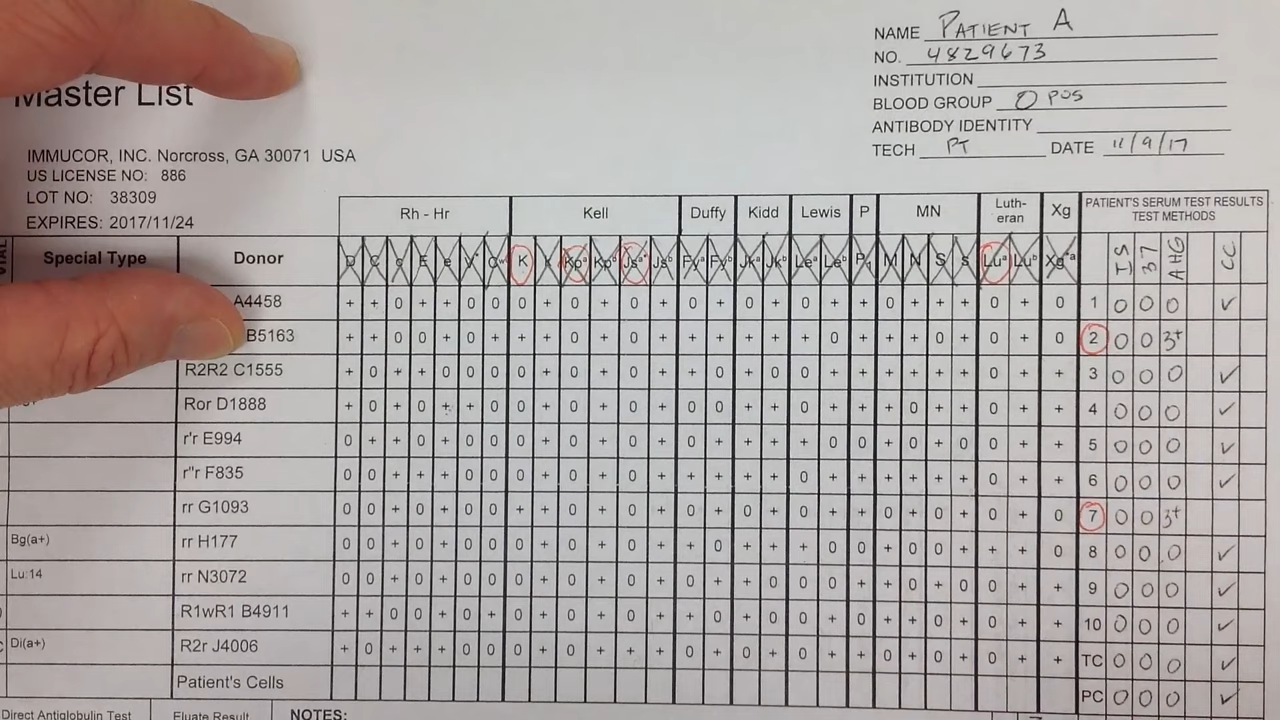 Master List
NAME PATIENT A
NO. 4829673
INSTITUTION
BLOOD GROUP O POS
ANTIBODY IDENTITY
TECH PT DATE 11/9/17
IMMUCOR, INC. Norcross, GA 30071 USA
US LICENSE NO: 886
LOT NO: 38309
EXPIRES: 2017/11/24
Rh - Hr Kell Duffy Kidd Lewis P MN Luth-eran Xg PATIENT'S SERUM TEST RESULTS TEST METHODS
VIAL Special Type Donor D C c E e V* Cʷ K k Kpᵃ Kpᵇ Jsᵃ* Jsᵇ Fyᵃ Fyᵇ Jkᵃ Jkᵇ Leᵃ Leᵇ P₁ M N S s Luᵃ Luᵇ Xg*ᵃ IS 37 AHG CC
A4458 + + 0 + + 0 0 0 + 0 + 0 + + + + + 0 + + 0 + + + 0 + 0 1 0 0 0 ✓
B5163 + + 0 0 + 0 0 + + 0 + 0 + 0 + 0 + + 0 + + + 0 + 0 + 0 2 0 0 3+
R2R2 C1555 + 0 + + 0 0 0 0 + 0 + 0 + 0 + + + + 0 + + + + + 0 + + 3 0 0 0 ✓
Ror D1888 + 0 + 0 + + 0 0 + 0 + 0 + 0 0 + + 0 0 + + 0 + + 0 + + 4 0 0 0 ✓
r'r E994 0 + + 0 + 0 0 0 + 0 + 0 + 0 + + + + 0 0 + 0 + 0 0 + + 5 0 0 0 ✓
r"r F835 0 0 + + + 0 0 0 + 0 + 0 + + + + + 0 + + + + 0 + 0 + + 6 0 0 0 ✓
rr G1093 0 0 + 0 + 0 0 + + 0 + 0 + + 0 + 0 0 + + + 0 + + 0 + 0 7 0 0 3+
Bg(a+) rr H177 0 0 + 0 + 0 0 0 + 0 + 0 + + 0 + + + 0 0 + 0 0 + + + 0 8 0 0 0 ✓
Lu:14 rr N3072 0 0 + 0 + 0 0 0 + 0 + 0 + + 0 + 0 0 0 + + 0 + 0 0 + + 9 0 0 0 ✓
R1wR1 B4911 + + 0 0 + 0 + 0 + 0 + 0 + 0 + 0 + 0 + + + + 0 + 0 + + 10 0 0 0 ✓
Di(a+) R2r J4006 + 0 + + + 0 0 0 + 0 + 0 + 0 + 0 + 0 + + 0 + 0 + 0 + + TC 0 0 0 ✓
Patient's Cells PC 0 0 0 ✓
Direct Antiglobulin Test Eluate Result NOTES: